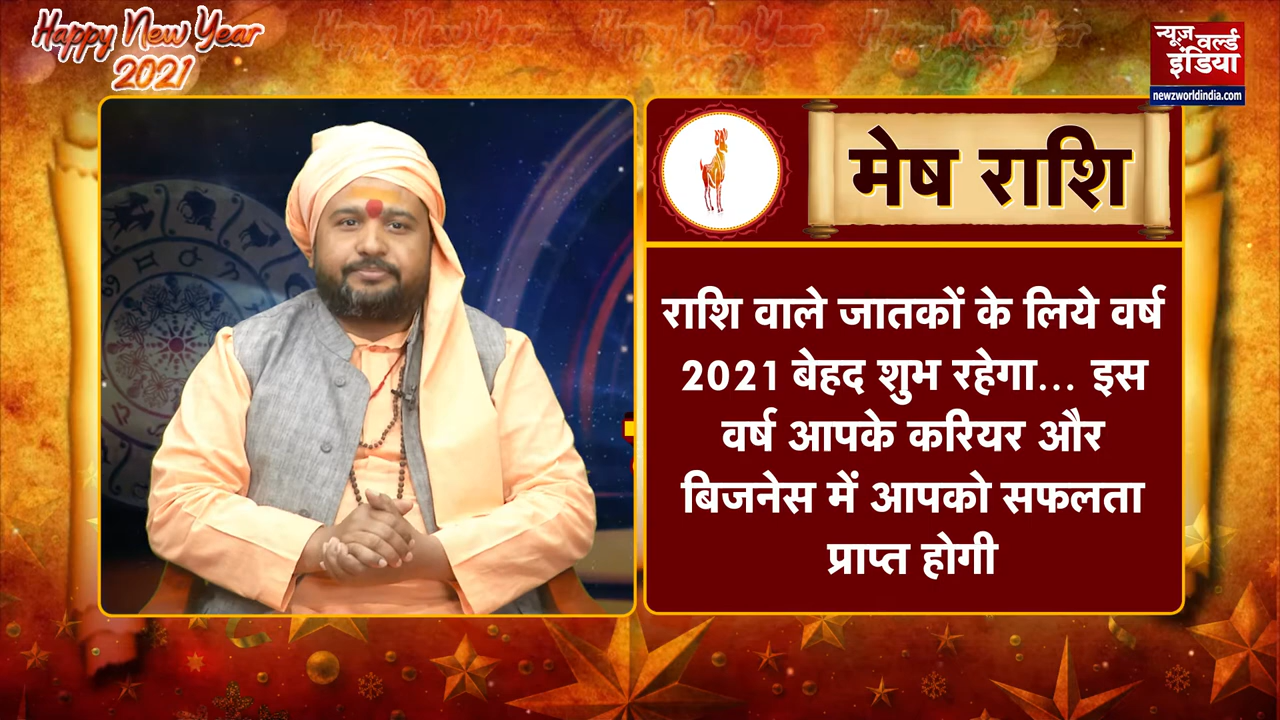 Happy New Year
2021
न्यूज़ वर्ल्ड
इंडिया
newzworldindia.com
मेष राशि
राशि वाले जातकों के लिये वर्ष
2021 बेहद शुभ रहेगा... इस
वर्ष आपके करियर और
बिजनेस में आपको सफलता
प्राप्त होगी